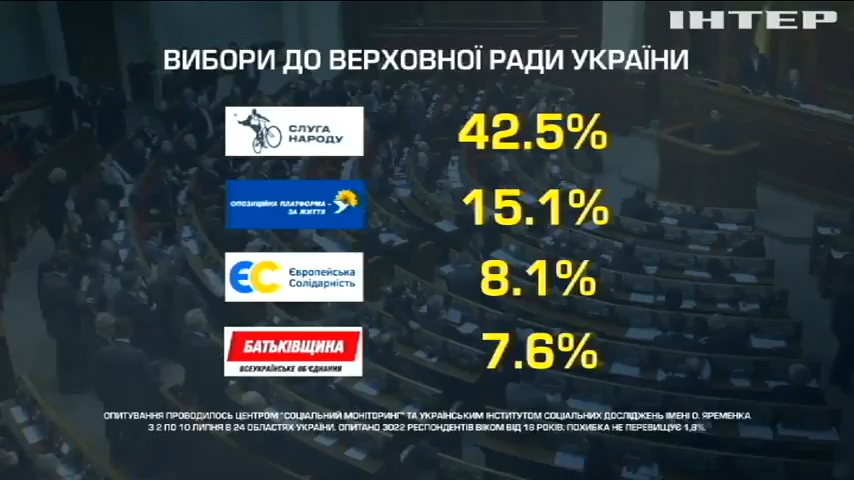 ІНТЕР
ВИБОРИ ДО ВЕРХОВНОЇ РАДИ УКРАЇНИ
СЛУГА
НАРОДУ
42.5%
ОПОЗИЦІЙНА ПЛАТФОРМА -
ЗА ЖИТТЯ
15.1%
ЄС Європейська
Солідарність
8.1%
БАТЬКІВЩИНА
ВСЕУКРАЇНСЬКЕ ОБ'ЄДНАННЯ
7.6%
ОПИТУВАННЯ ПРОВОДИЛОСЬ ЦЕНТРОМ "СОЦІАЛЬНИЙ МОНІТОРИНГ" ТА УКРАЇНСЬКИМ ІНСТИТУТОМ СОЦІАЛЬНИХ ДОСЛІДЖЕНЬ ІМЕНІ О. ЯРЕМЕНКА
З 2 ПО 10 ЛИПНЯ В 24 ОБЛАСТЯХ УКРАЇНИ. ОПИТАНО 3022 РЕСПОНДЕНТІВ ВІКОМ ВІД 18 РОКІВ. ПОХИБКА НЕ ПЕРЕВИЩУЄ 1,8%.